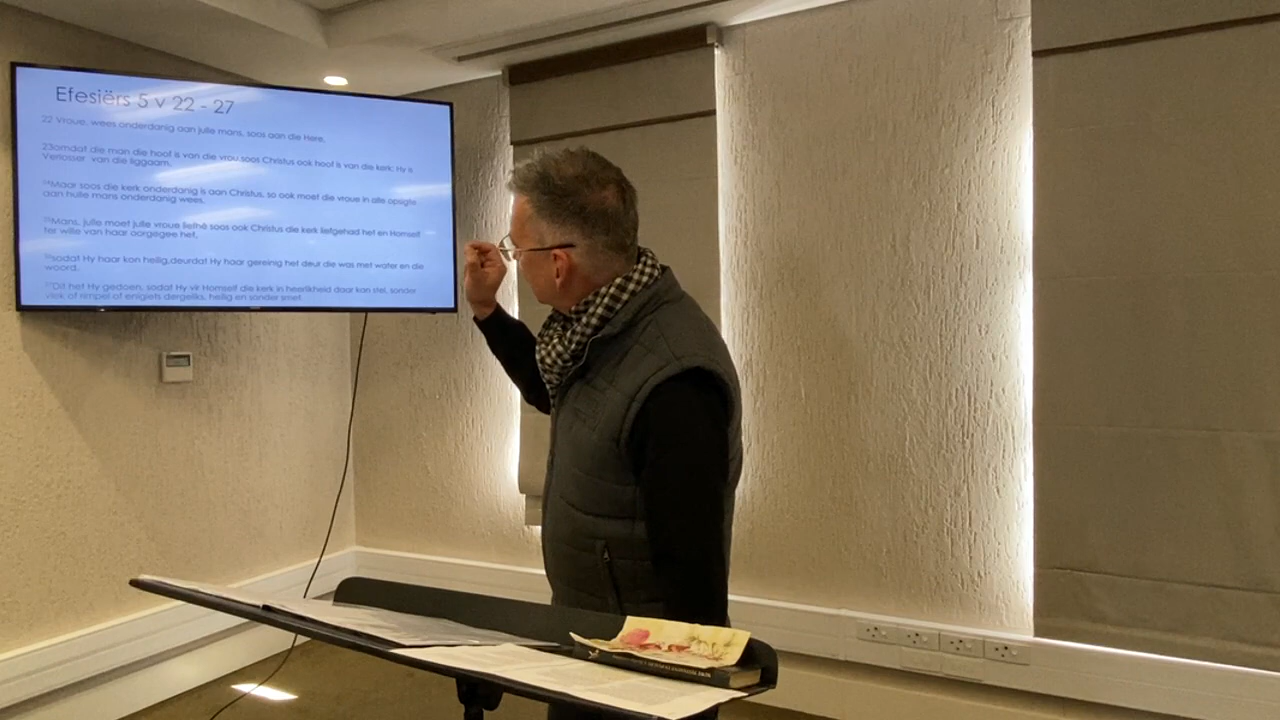 Efesiërs 5 v 22 - 27
22 Vroue, wees onderdanig aan julle mans, soos aan die Here,
23omdat die man die hoof is van die vrou,soos Christus ook hoof is van die kerk; Hy is
Verlosser van die liggaam.
24Maar soos die kerk onderdanig is aan Christus, so ook moet die vroue in alle opsigte
aan hulle mans onderdanig wees.
25Mans, julle moet julle vroue liefhê soos ook Christus die kerk liefgehad het en Homself
ter wille van haar oorgegee het,
26sodat Hy haar kon heilig,deurdat Hy haar gereinig het deur die was met water en die
woord.
27Dit het Hy gedoen, sodat Hy vir Homself die kerk in heerlikheid daar kon stel, sonder
vlek of rimpel of enigiets dergeliks, heilig en sonder smet.